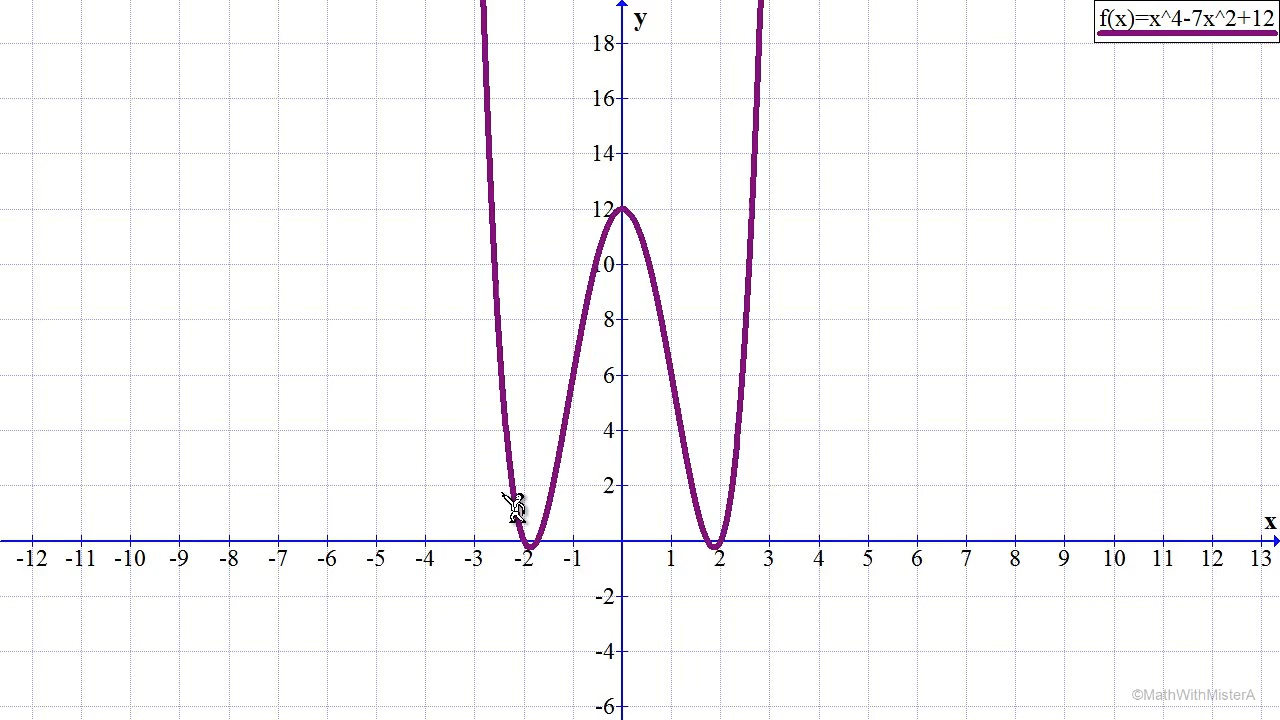 y
f(x)=x^4-7x^2+12
18
16
14
12
10
8
6
4
2
x
12 -11 -10 -9 -8 -7 -6 -5 -4 -3 -2 -1 1 2 3 4 5 6 7 8 9 10 11 12 13
-2
-4
-6
©MathWithMisterA